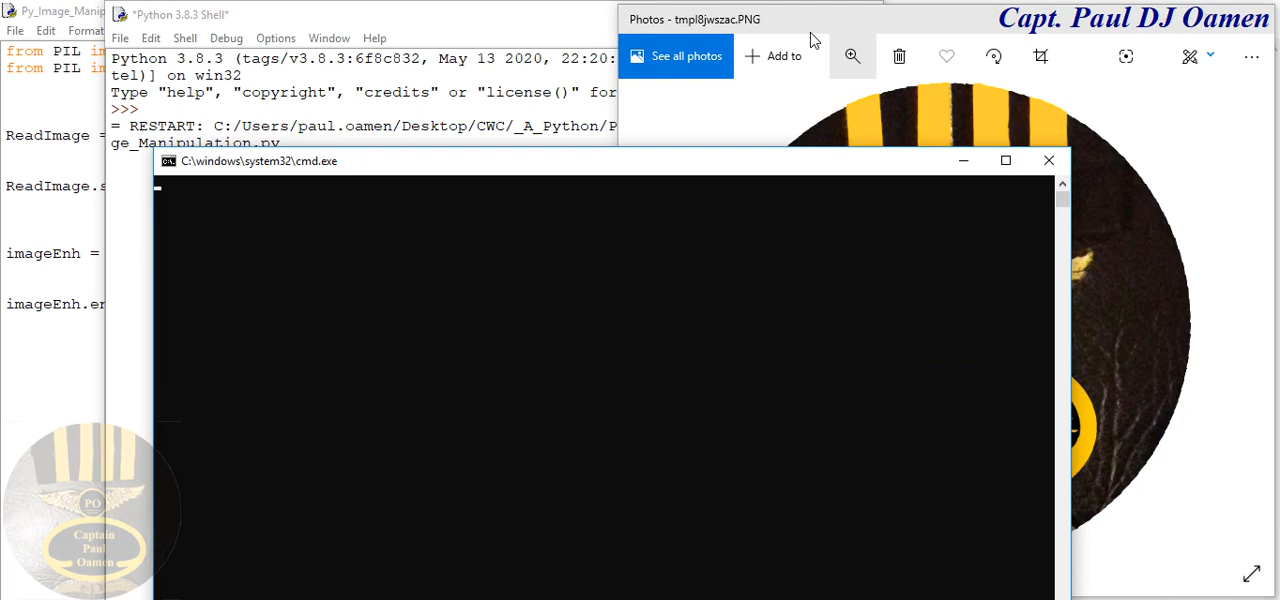 Py_Image_Manip
File Edit Format
from PIL im
from PIL im
ReadImage =
ReadImage.s
imageEnh =
imageEnh.en
*Python 3.8.3 Shell*
File Edit Shell Debug Options Window Help
Python 3.8.3 (tags/v3.8.3:6f8c832, May 13 2020, 22:20:
tel)] on win32
Type "help", "copyright", "credits" or "license()" for
>>>
= RESTART: C:/Users/paul.oamen/Desktop/CWC/_A_Python/P
ge_Manipulation.py
Photos - tmpl8jwszac.PNG
Capt. Paul DJ Oamen
See all photos
Add to
C:\windows\system32\cmd.exe
PO
Captain
Paul
Oamen